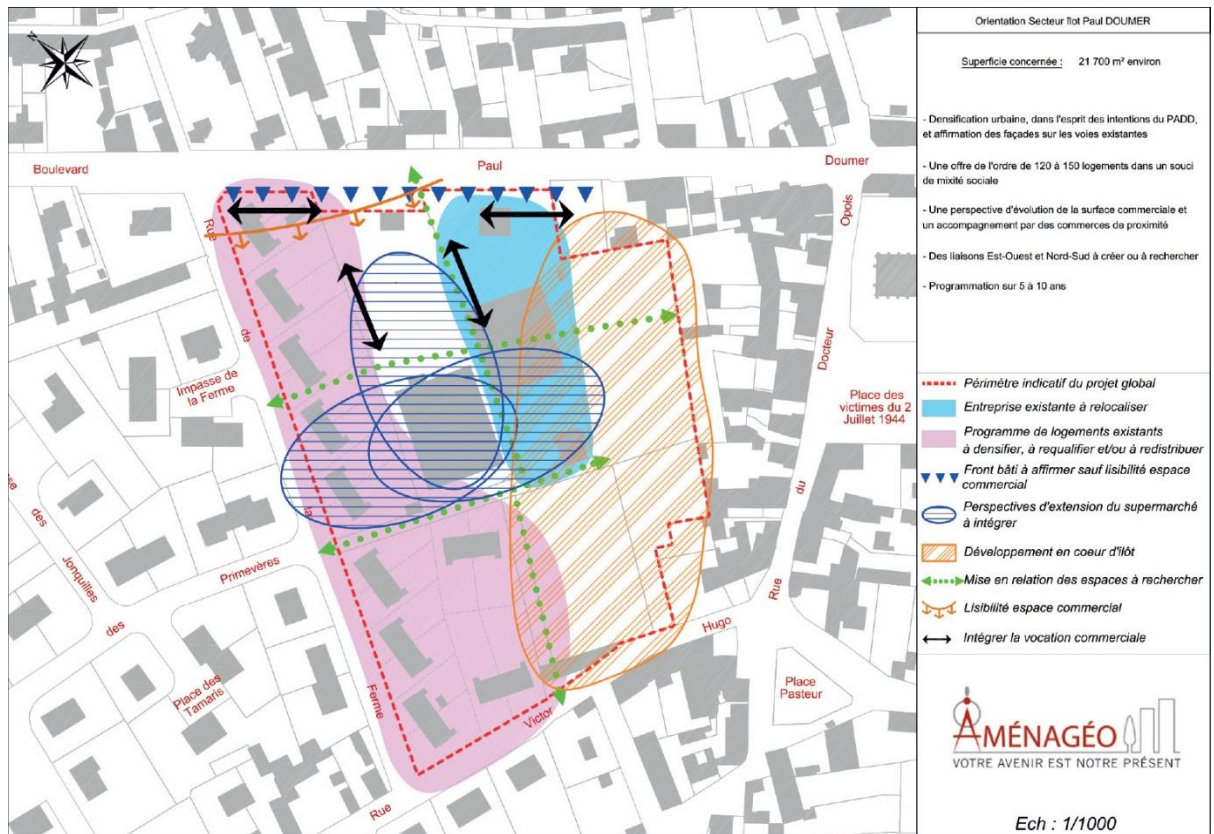 N
Boulevard
Paul
Doumer
Rue
de
la
Ferme
Impasse de
la Ferme
Opoix
Docteur
du
Rue
Place des
victimes du 2
Juillet 1944
des
Jonquilles
Primevères
des
Place des
Tamaris
Hugo
Victor
Rue
Place
Pasteur
Orientation Secteur îlot Paul DOUMER
Superficie concernée : 21 700 m² environ
- Densification urbaine, dans l'esprit des intentions du PADD,
et affirmation des façades sur les voies existantes
- Une offre de l'ordre de 120 à 150 logements dans un souci
de mixité sociale
- Une perspective d'évolution de la surface commerciale et
un accompagnement par des commerces de proximité
- Des liaisons Est-Ouest et Nord-Sud à créer ou à rechercher
- Programmation sur 5 à 10 ans
Périmètre indicatif du projet global
Entreprise existante à relocaliser
Programme de logements existants
à densifier, à requalifier et/ou à redistribuer
Front bâti à affirmer sauf lisibilité espace
commercial
Perspectives d'extension du supermarché
à intégrer
Développement en coeur d'ilôt
Mise en relation des espaces à rechercher
Lisibilité espace commercial
Intégrer la vocation commerciale
AMÉNAGÉO
VOTRE AVENIR EST NOTRE PRÉSENT
Ech : 1/1000